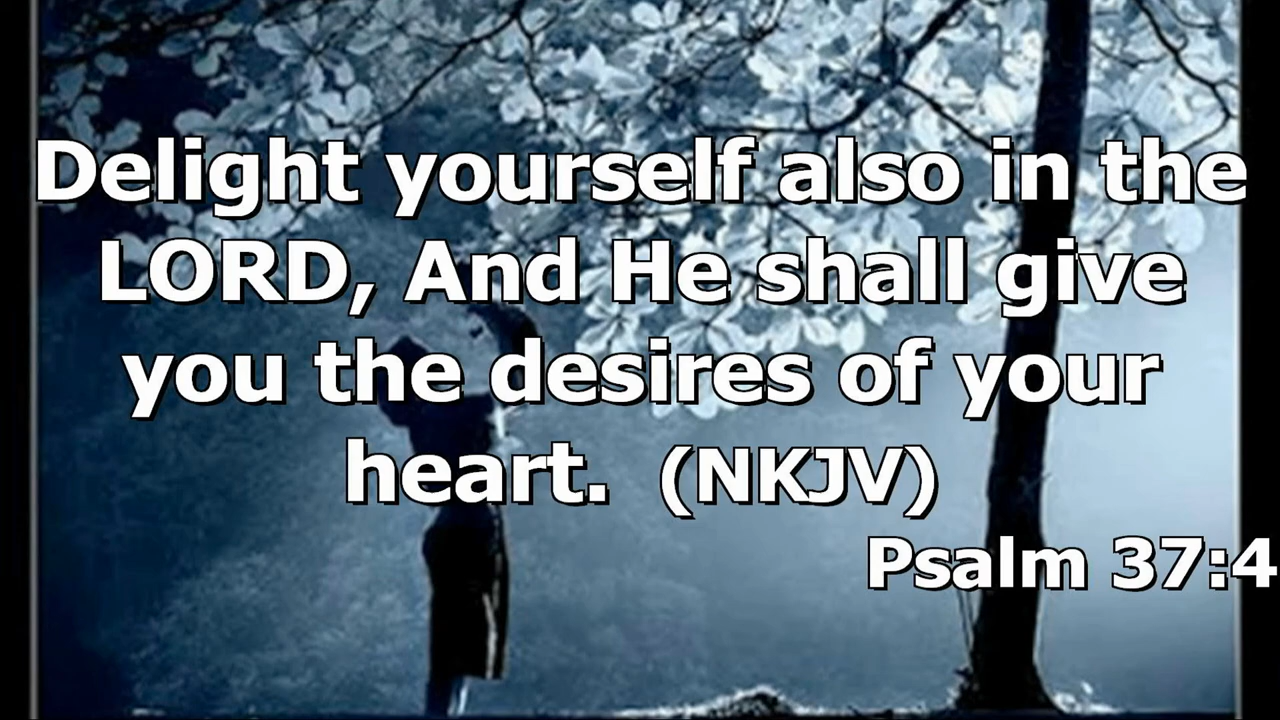 Delight yourself also in the
LORD, And He shall give
you the desires of your
heart. (NKJV)
Psalm 37:4